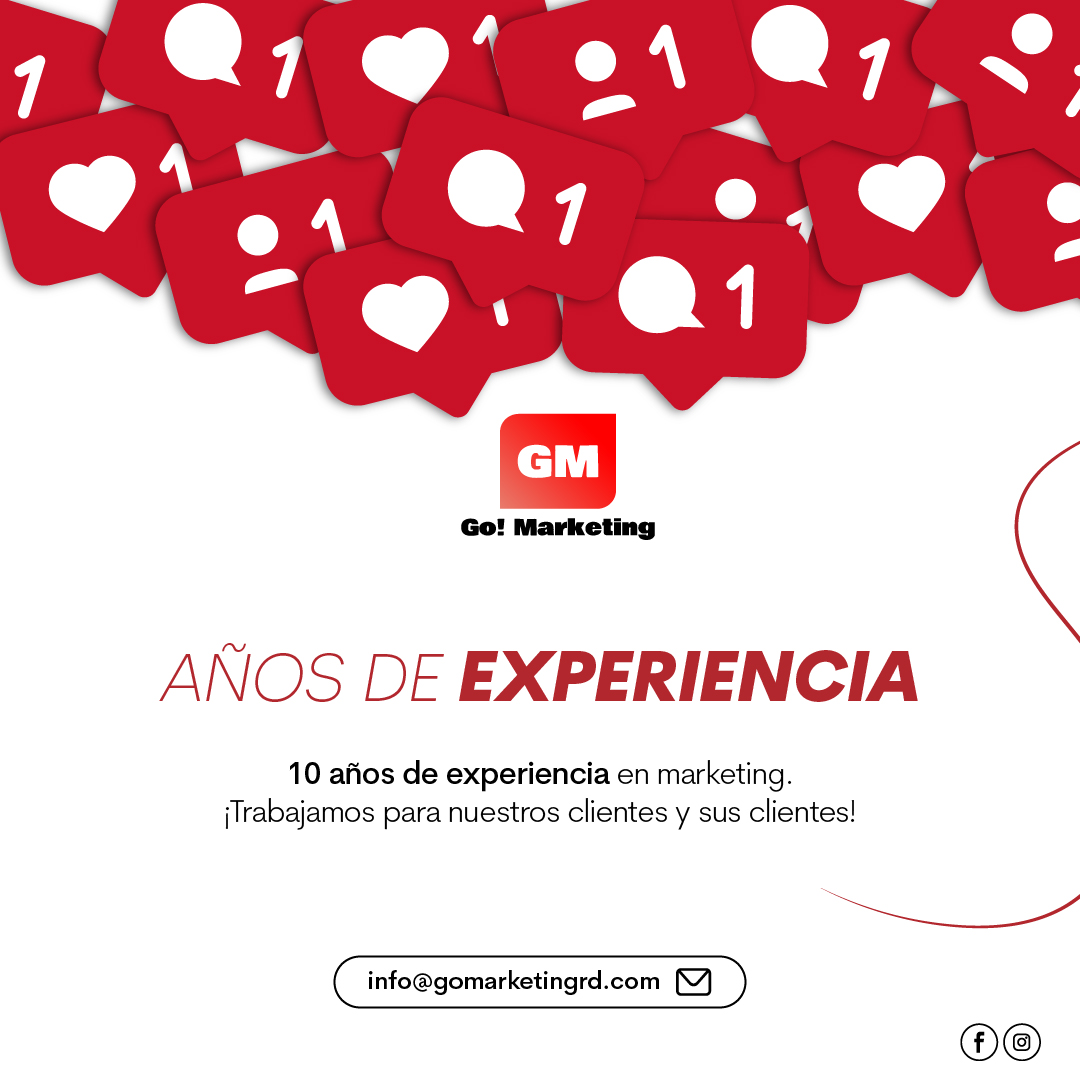 1
1
1
1
1
1
1
1
1
1
1
1
GM
Go! Marketing
AÑOS DE EXPERIENCIA
10 años de experiencia en marketing.
¡Trabajamos para nuestros clientes y sus clientes!
info@gomarketingrd.com